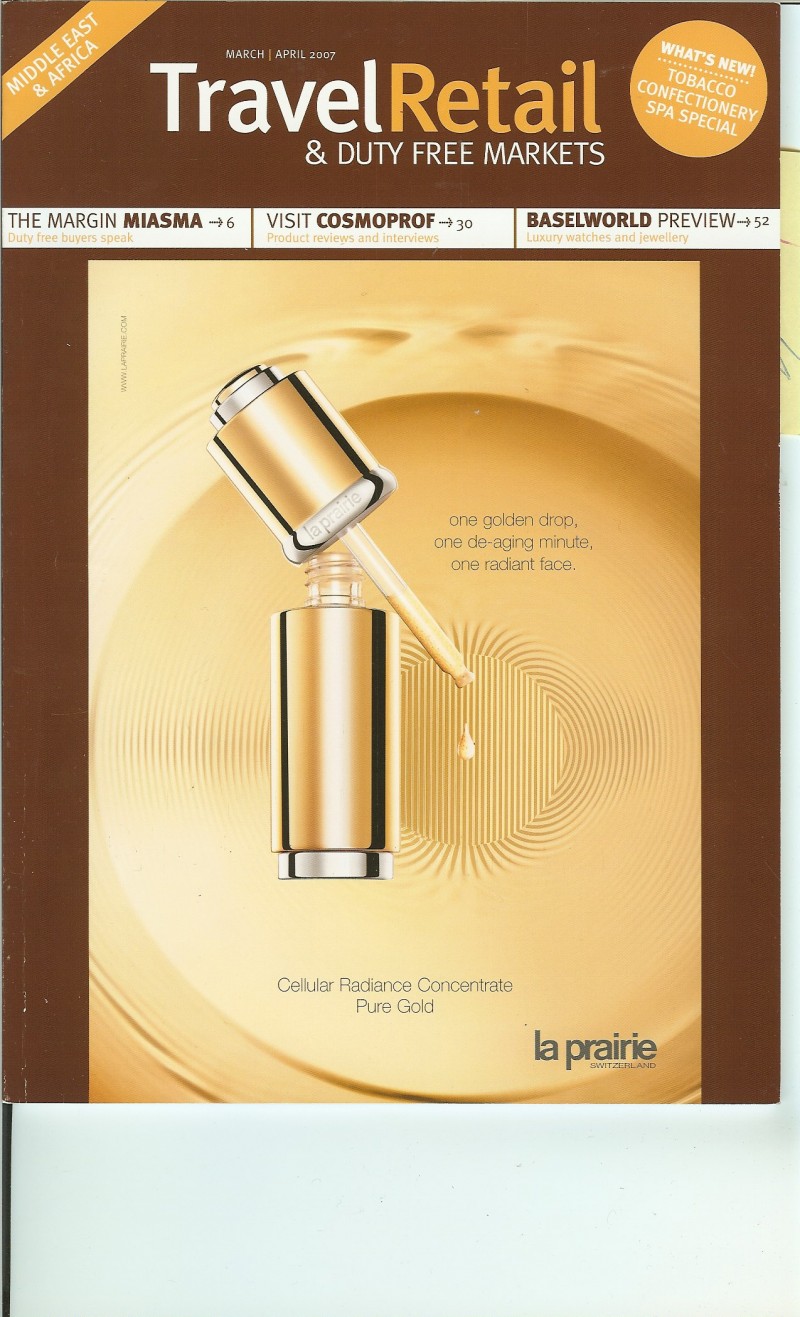 MIDDLE EAST
& AFRICA
MARCH | APRIL 2007
TravelRetail
& DUTY FREE MARKETS
WHAT'S NEW!
TOBACCO
CONFECTIONERY
SPA SPECIAL
THE MARGIN MIASMA 6
Duty free buyers speak
VISIT COSMOPROF 30
Product reviews and interviews
BASELWORLD PREVIEW 52
Luxury watches and jewellery
WWW.LAPRAIRIE.COM
la prairie
one golden drop,
one de-aging minute,
one radiant face.
Cellular Radiance Concentrate
Pure Gold
la prairie
SWITZERLAND